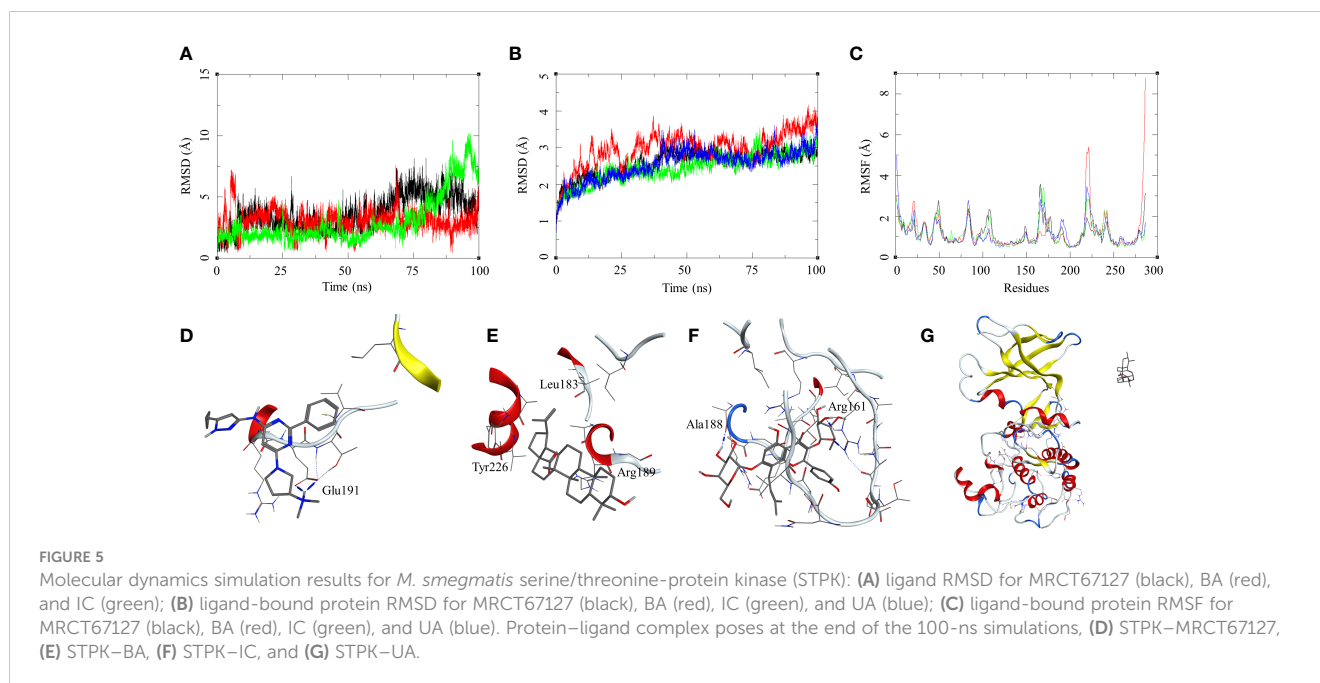 A
B
C
15
10
5
0
RMSD (Å)
0 25 50 75 100
Time (ns)
5
4
3
2
1
0
RMSD (Å)
0 25 50 75 100
Time (ns)
8
6
4
2
0
RMSF (Å)
0 50 100 150 200 250 300
Residues
D
E
F
G
Glu191
Leu183
Tyr226
Arg189
Ala188
Arg161
FIGURE 5
Molecular dynamics simulation results for M. smegmatis serine/threonine-protein kinase (STPK): (A) ligand RMSD for MRCT67127 (black), BA (red),
and IC (green); (B) ligand-bound protein RMSD for MRCT67127 (black), BA (red), IC (green), and UA (blue); (C) ligand-bound protein RMSF for
MRCT67127 (black), BA (red), IC (green), and UA (blue). Protein–ligand complex poses at the end of the 100-ns simulations, (D) STPK–MRCT67127,
(E) STPK–BA, (F) STPK–IC, and (G) STPK–UA.